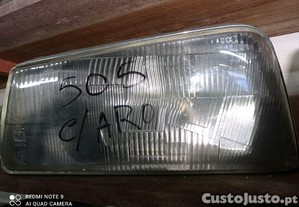 505
C/ARO
REDMI NOTE 9
AI QUAD CAMERA
CustoJusto.pt